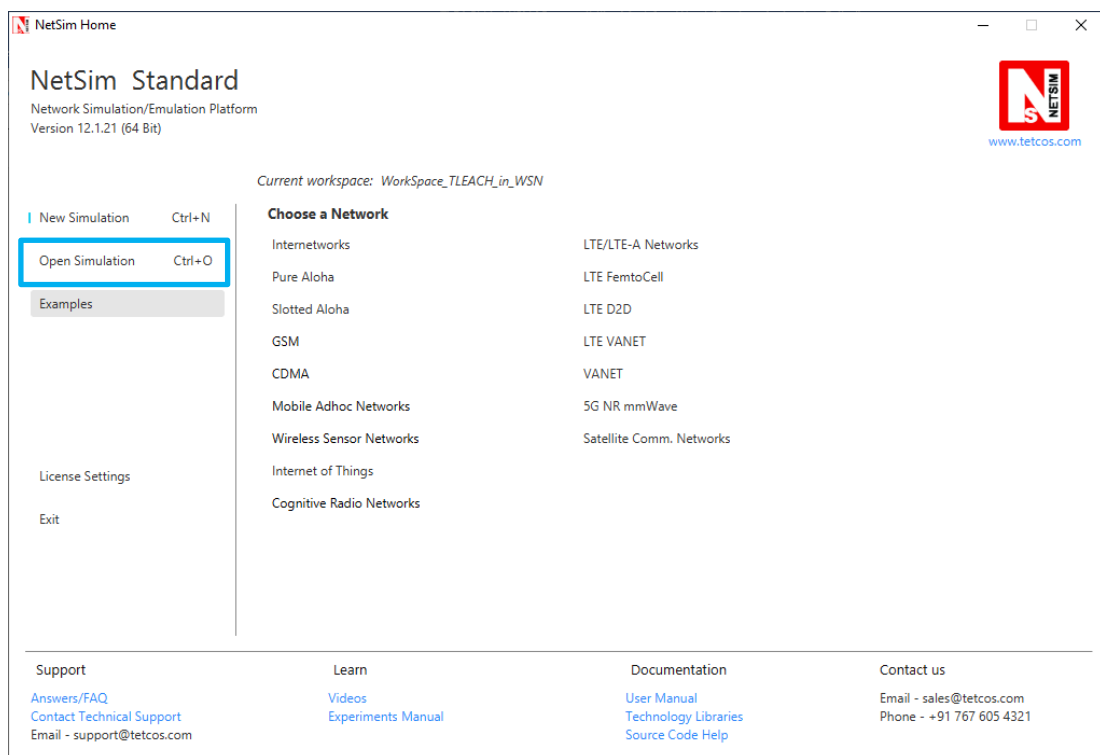 NetSim Home
NetSim Standard
Network Simulation/Emulation Platform
Version 12.1.21 (64 Bit)
N
S
NETSIM
www.tetcos.com
Current workspace: WorkSpace_TLEACH_in_WSN
New Simulation Ctrl+N
Open Simulation Ctrl+O
Examples
License Settings
Exit
Choose a Network
Internetworks
Pure Aloha
Slotted Aloha
GSM
CDMA
Mobile Adhoc Networks
Wireless Sensor Networks
Internet of Things
Cognitive Radio Networks
LTE/LTE-A Networks
LTE FemtoCell
LTE D2D
LTE VANET
VANET
5G NR mmWave
Satellite Comm. Networks
Support
Answers/FAQ
Contact Technical Support
Email - support@tetcos.com
Learn
Videos
Experiments Manual
Documentation
User Manual
Technology Libraries
Source Code Help
Contact us
Email - sales@tetcos.com
Phone - +91 767 605 4321